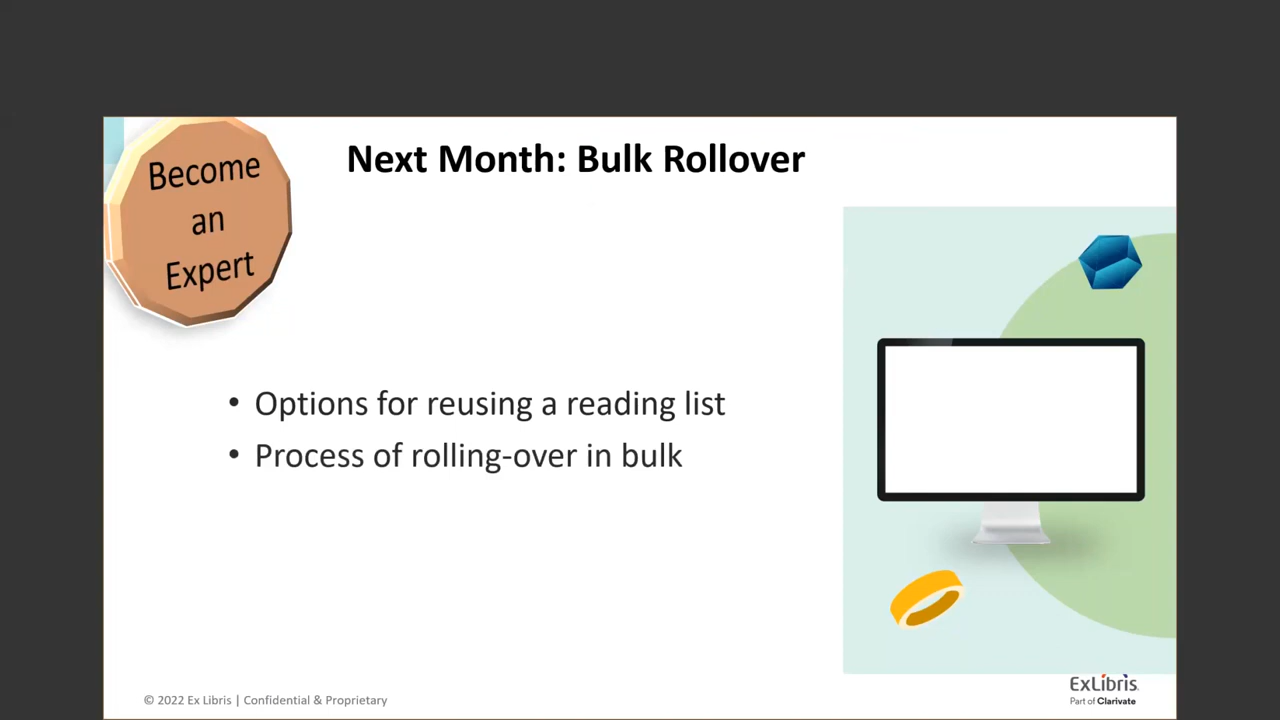 Become
an
Expert
Next Month: Bulk Rollover
• Options for reusing a reading list
• Process of rolling-over in bulk
© 2022 Ex Libris | Confidential & Proprietary
ExLibris
Part of Clarivate